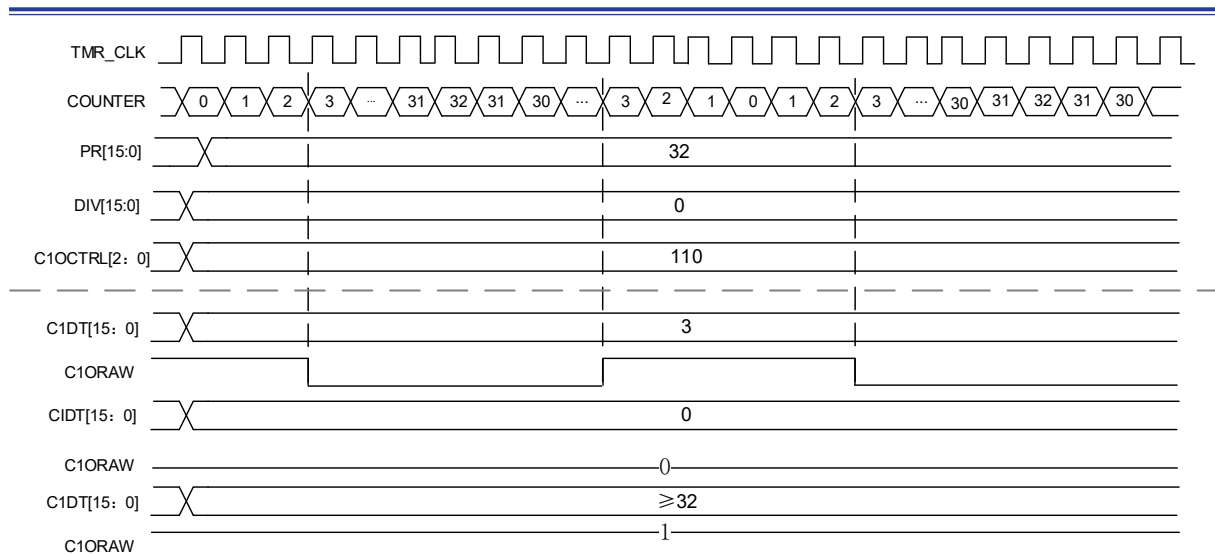 TMR_CLK
COUNTER 0 1 2 3 ... 31 32 31 30 ... 3 2 1 0 1 2 3 ... 30 31 32 31 30
PR[15:0] 32
DIV[15:0] 0
C1OCTRL[2：0] 110
C1DT[15：0] 3
C1ORAW
CIDT[15：0] 0
C1ORAW 0
C1DT[15：0] ≥32
C1ORAW 1